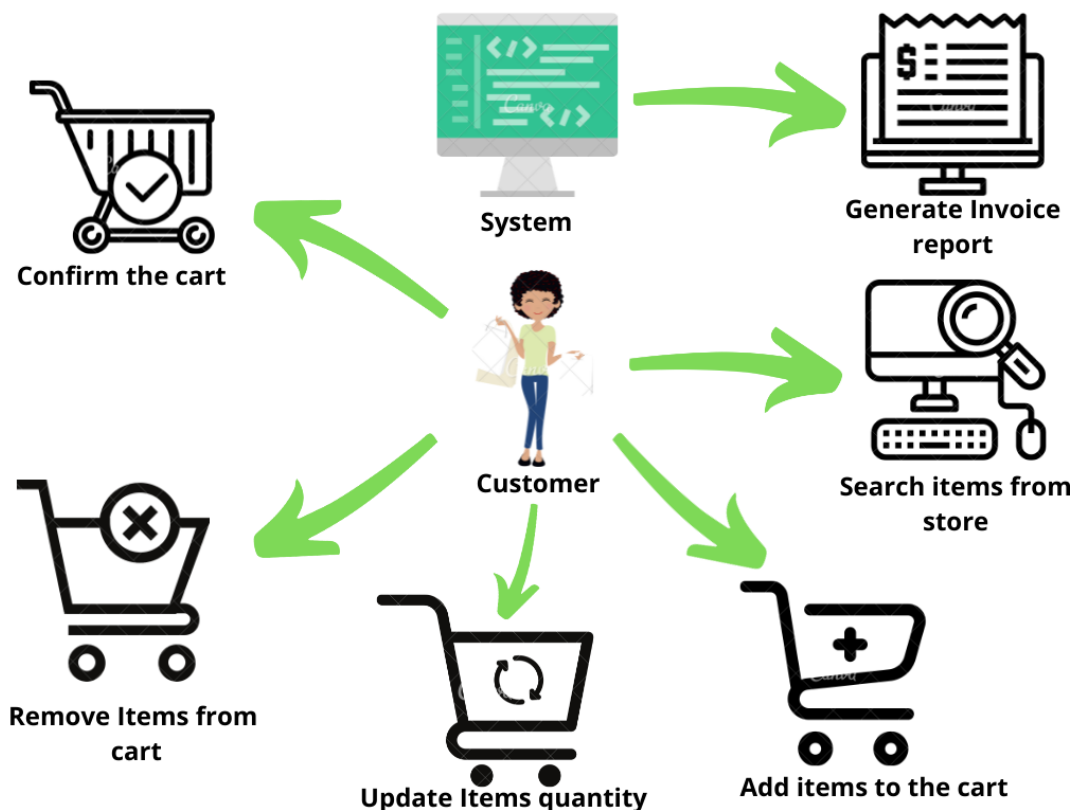 System
Generate Invoice
report
Confirm the cart
Customer
Search items from
store
Remove Items from
cart
Update Items quantity
Add items to the cart